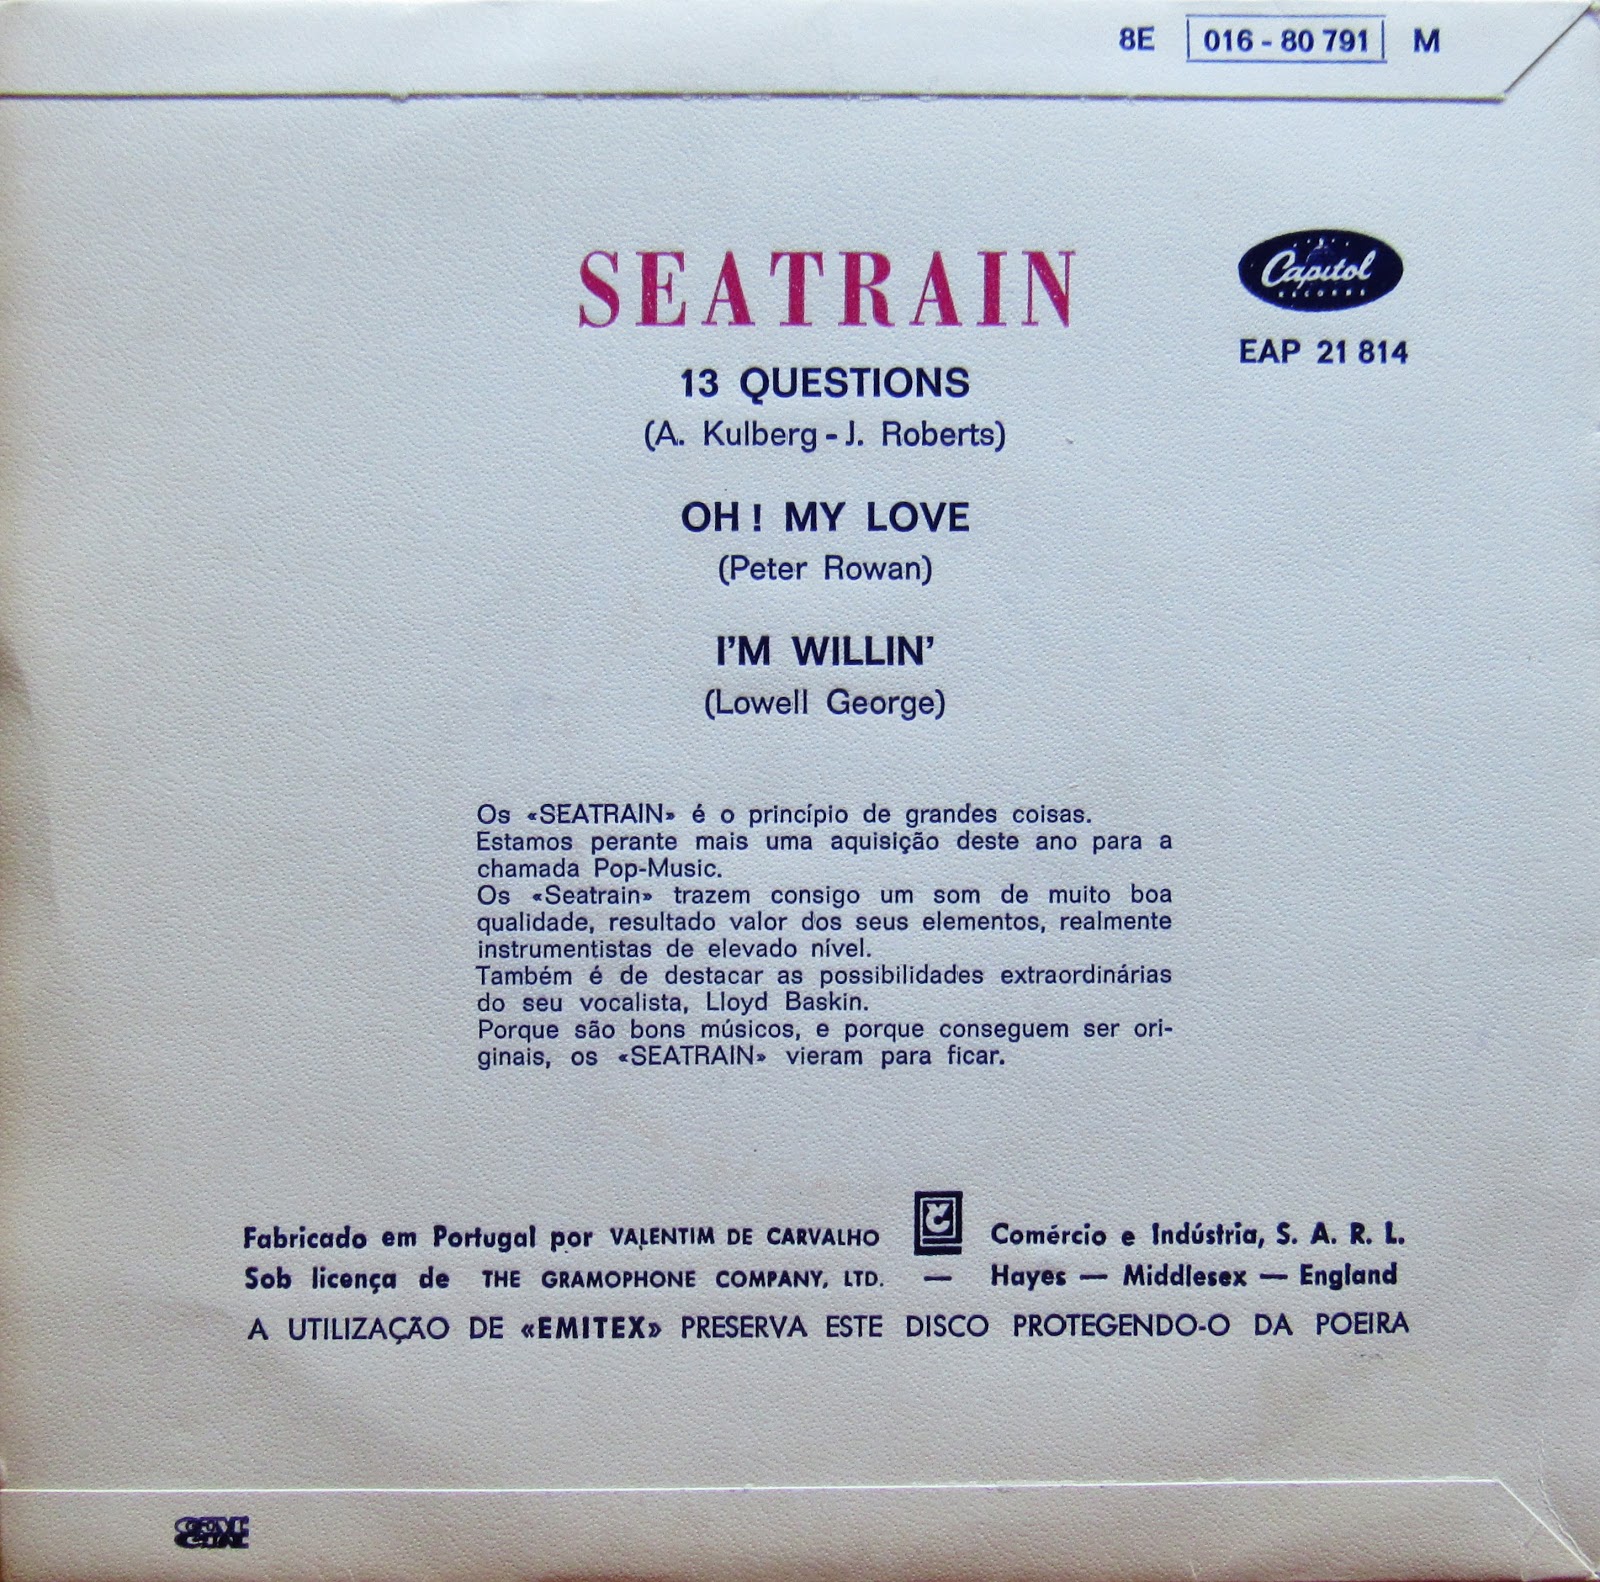 8E 016 - 80 791 M
SEATRAIN
Capitol
RECORDS
EAP 21 814
13 QUESTIONS
(A. Kulberg - J. Roberts)
OH ! MY LOVE
(Peter Rowan)
I'M WILLIN'
(Lowell George)
Os «SEATRAIN» é o princípio de grandes coisas.
Estamos perante mais uma aquisição deste ano para a
chamada Pop-Music.
Os «Seatrain» trazem consigo um som de muito boa
qualidade, resultado valor dos seus elementos, realmente
instrumentistas de elevado nível.
Também é de destacar as possibilidades extraordinárias
do seu vocalista, Lloyd Baskin.
Porque são bons músicos, e porque conseguem ser ori-
ginais, os «SEATRAIN» vieram para ficar.
Fabricado em Portugal por VALENTIM DE CARVALHO VC Comércio e Indústria, S. A. R. L.
Sob licença de THE GRAMOPHONE COMPANY, LTD. — Hayes — Middlesex — England
A UTILIZAÇÃO DE «EMITEX» PRESERVA ESTE DISCO PROTEGENDO-O DA POEIRA